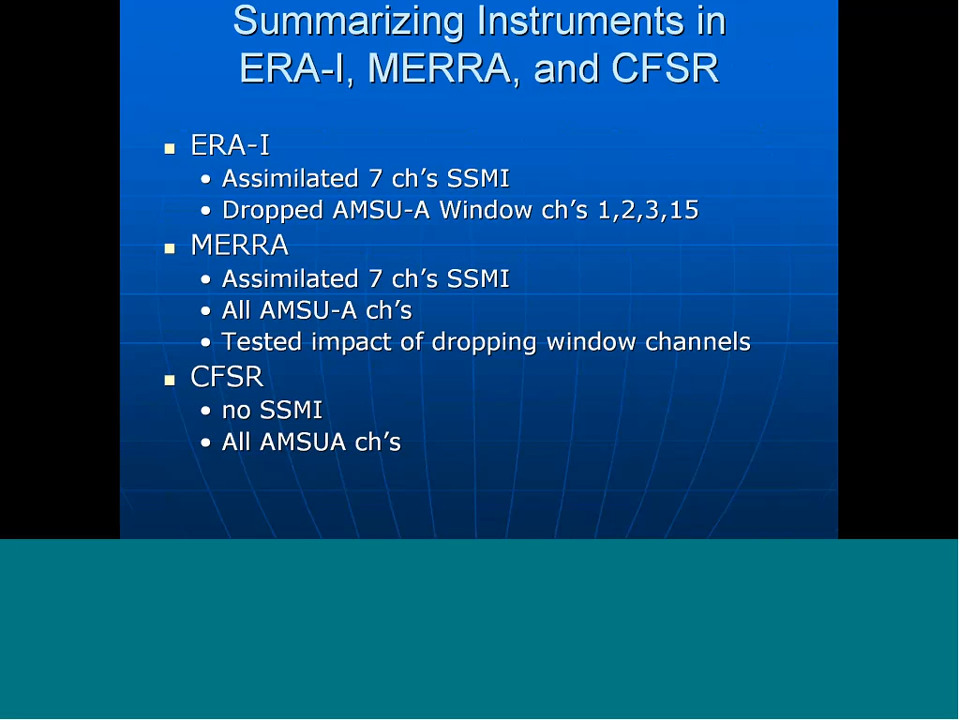 Summarizing Instruments in
ERA-I, MERRA, and CFSR
ERA-I
• Assimilated 7 ch's SSMI
• Dropped AMSU-A Window ch's 1,2,3,15
MERRA
• Assimilated 7 ch's SSMI
• All AMSU-A ch's
• Tested impact of dropping window channels
CFSR
• no SSMI
• All AMSUA ch's